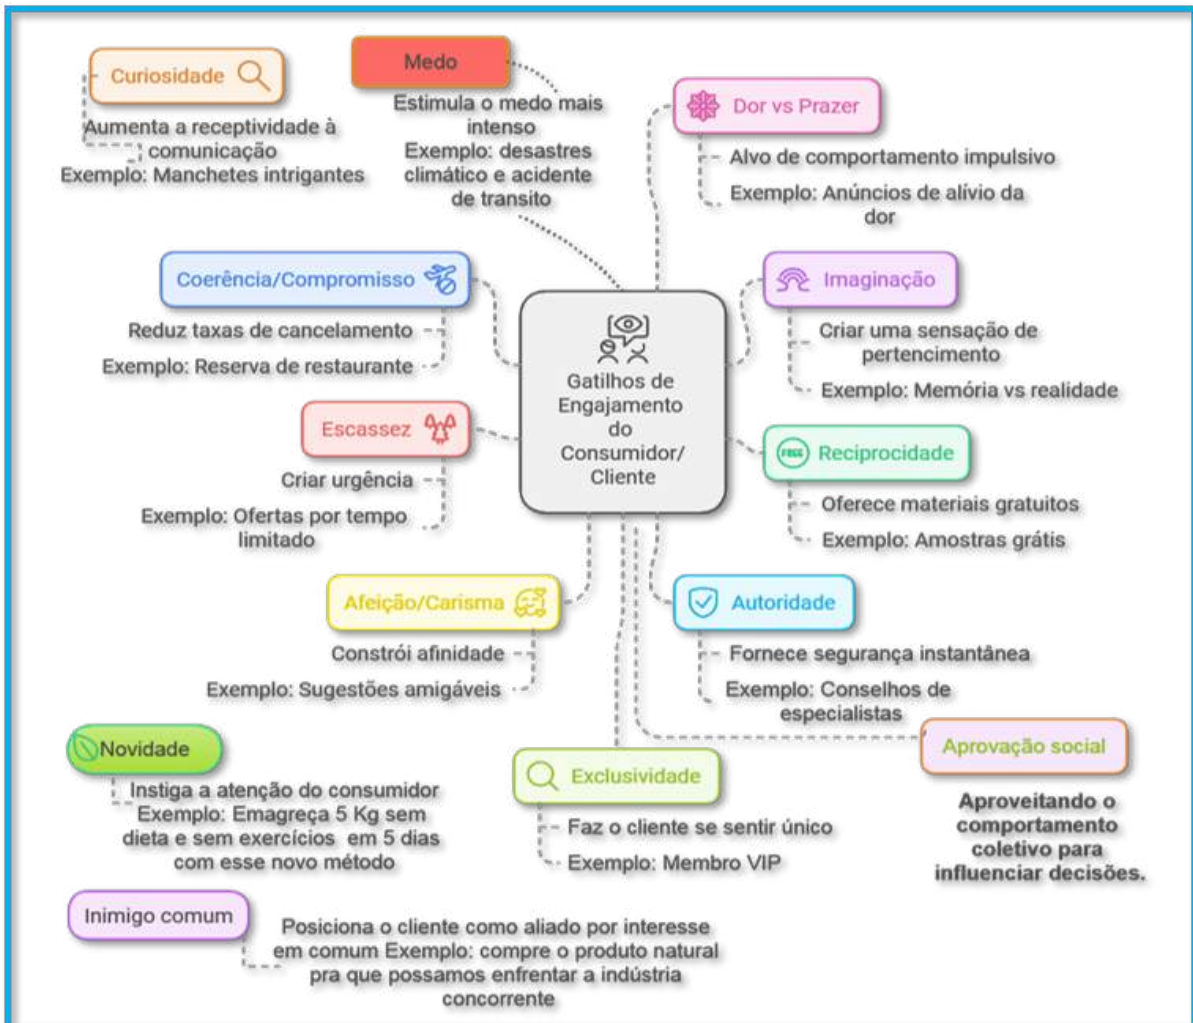 Curiosidade
Aumenta a receptividade à
comunicação
Exemplo: Manchetes intrigantes
Medo
Estimula o medo mais
intenso
Exemplo: desastres
climático e acidente
de transito
Dor vs Prazer
Alvo de comportamento impulsivo
Exemplo: Anúncios de alívio da
dor
Coerência/Compromisso
Reduz taxas de cancelamento
Exemplo: Reserva de restaurante
Gatilhos de
Engajamento
do
Consumidor/
Cliente
Imaginação
Criar uma sensação de
pertencimento
Exemplo: Memória vs realidade
Escassez
Criar urgência
Exemplo: Ofertas por tempo
limitado
FREE
Reciprocidade
Oferece materiais gratuitos
Exemplo: Amostras grátis
Afeição/Carisma
Constrói afinidade
Exemplo: Sugestões amigáveis
Autoridade
Fornece segurança instantânea
Exemplo: Conselhos de
especialistas
Novidade
Instiga a atenção do consumidor
Exemplo: Emagreça 5 Kg sem
dieta e sem exercícios em 5 dias
com esse novo método
Exclusividade
Faz o cliente se sentir único
Exemplo: Membro VIP
Aprovação social
Aproveitando o
comportamento
coletivo para
influenciar decisões.
Inimigo comum
Posiciona o cliente como aliado por interesse
em comum Exemplo: compre o produto natural
pra que possamos enfrentar a indústria
concorrente